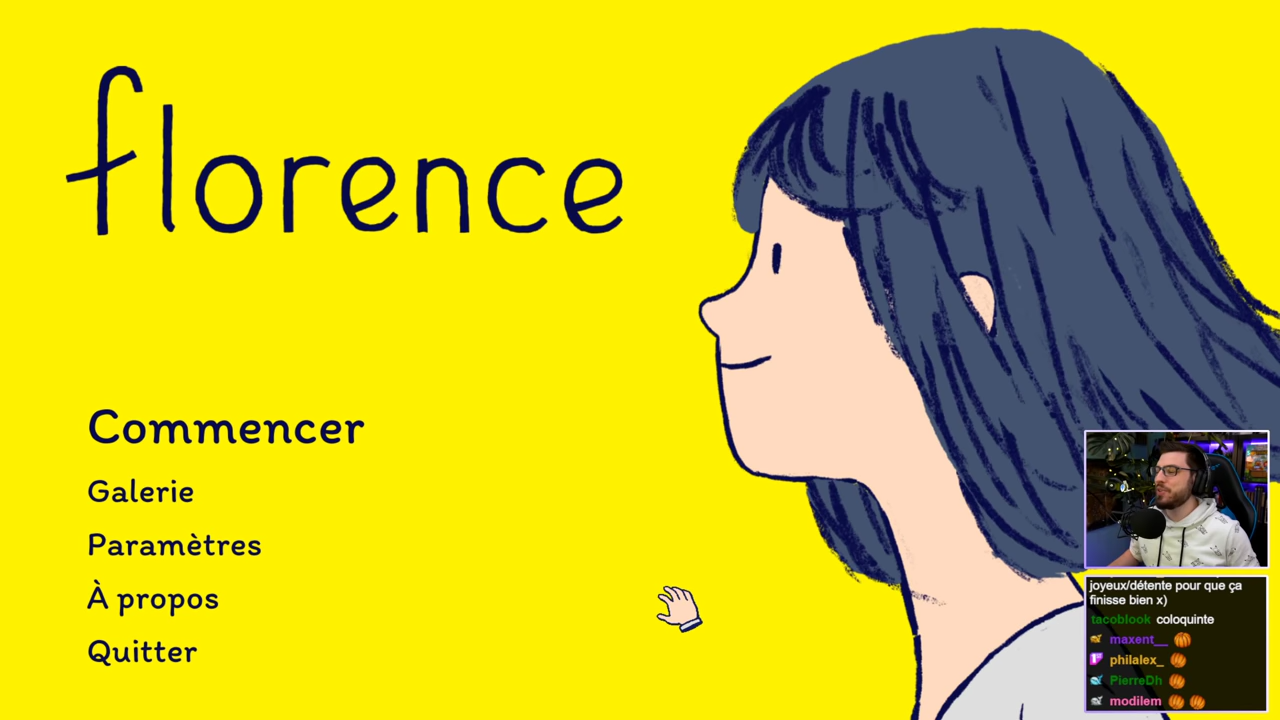 florence
Commencer
Galerie
Paramètres
À propos
Quitter
joyeux/détente pour que ça
finisse bien x)
tacoblook coloquinte
maxent__
philalex_
PierreDh
modilem